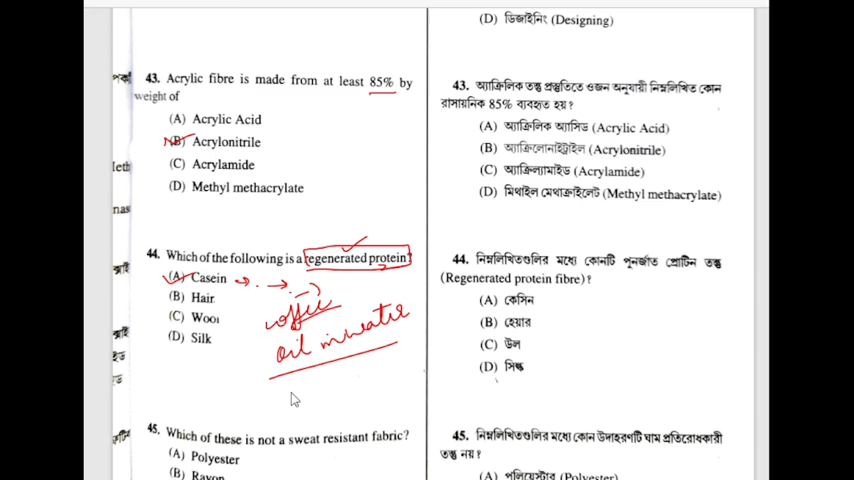 43. Acrylic fibre is made from at least 85% by
weight of
(A) Acrylic Acid
(B) Acrylonitrile
(C) Acrylamide
(D) Methyl methacrylate
44. Which of the following is a regenerated protein?
(A) Casein
(B) Hair
(C) Wool
(D) Silk
coffee
oil in water
45. Which of these is not a sweat resistant fabric?
(A) Polyester
(B) Rayon
(D) ডিজাইনিং (Designing)
43. অ্যাক্রিলিক তন্তু প্রস্তুতিতে ওজন অনুযায়ী নিম্নলিখিত কোন
রাসায়নিক 85% ব্যবহৃত হয়?
(A) অ্যাক্রিলিক অ্যাসিড (Acrylic Acid)
(B) অ্যাক্রিলোনাইট্রাইল (Acrylonitrile)
(C) অ্যাক্রিল্যামাইড (Acrylamide)
(D) মিথাইল মেথাক্রাইলেট (Methyl methacrylate)
44. নিম্নলিখিতগুলির মধ্যে কোনটি পুনর্জাত প্রোটিন তন্তু
(Regenerated protein fibre)?
(A) কেসিন
(B) হেয়ার
(C) উল
(D) সিল্ক
45. নিম্নলিখিতগুলির মধ্যে কোন উদাহরণটি ঘাম প্রতিরোধকারী
তন্তু নয়?
(A) পলিয়েস্টার (Polyester)